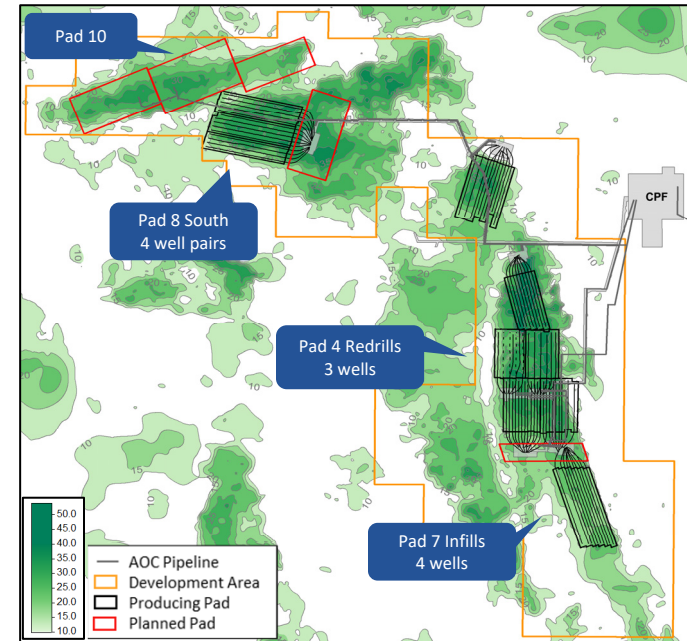 Pad 10
CPF
Pad 8 South
4 well pairs
Pad 4 Redrills
3 wells
Pad 7 Infills
4 wells
50.0
45.0
40.0
35.0
30.0
25.0
20.0
15.0
10.0
AOC Pipeline
Development Area
Producing Pad
Planned Pad